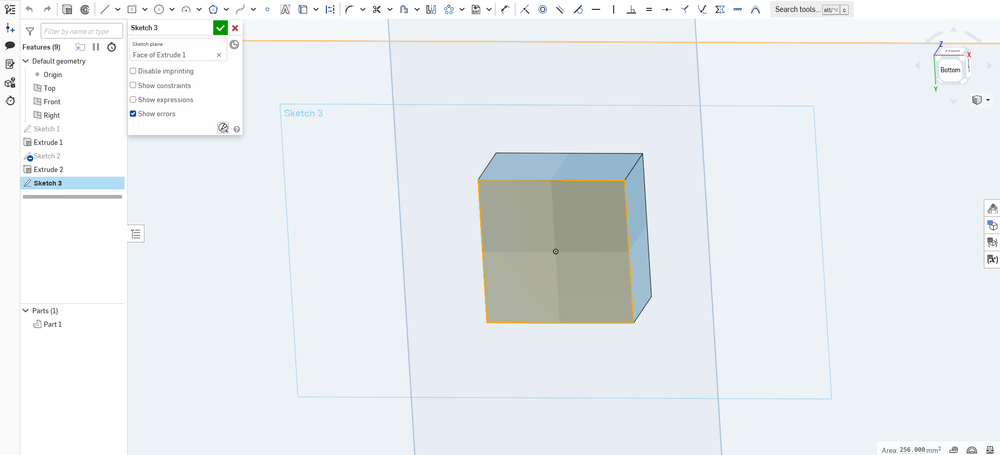 Search tools... alt/⌥ c
Filter by name or type
Features (9)
Default geometry
Origin
Top
Front
Right
Sketch 1
Extrude 1
Sketch 2
Extrude 2
Sketch 3
Parts (1)
Part 1
Sketch 3
Sketch plane
Face of Extrude 1
Disable imprinting
Show constraints
Show expressions
Show errors
Sketch 3
Z
Front
X
Bottom
Y
Area: 256.000 mm²